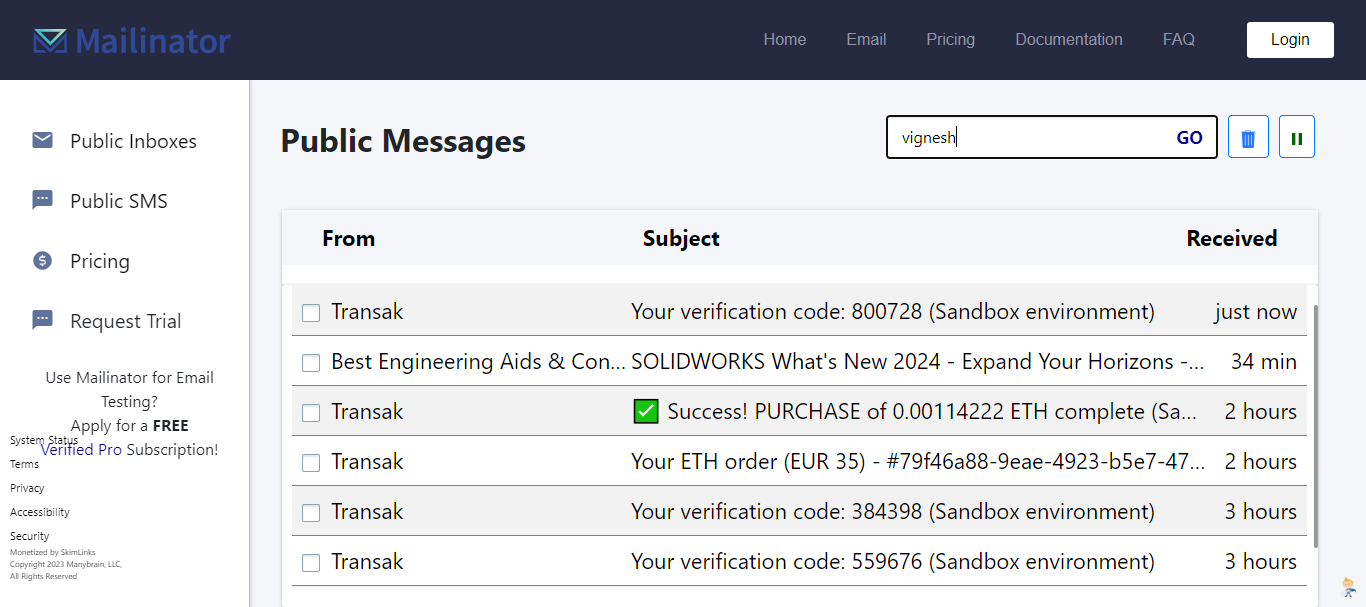 Mailinator
Home
Email
Pricing
Documentation
FAQ
Login
Public Inboxes
Public SMS
Pricing
Request Trial
Use Mailinator for Email
Testing?
Apply for a FREE
Verified Pro Subscription!
System Status
Terms
Privacy
Accessibility
Security
Monetized by SkimLinks
Copyright 2023 Manybrain, LLC,
All Rights Reserved
Public Messages
vignesh GO
From Subject Received
Transak Your verification code: 800728 (Sandbox environment) just now
Best Engineering Aids & Con... SOLIDWORKS What's New 2024 - Expand Your Horizons -... 34 min
Transak ✅ Success! PURCHASE of 0.00114222 ETH complete (Sa... 2 hours
Transak Your ETH order (EUR 35) - #79f46a88-9eae-4923-b5e7-47... 2 hours
Transak Your verification code: 384398 (Sandbox environment) 3 hours
Transak Your verification code: 559676 (Sandbox environment) 3 hours